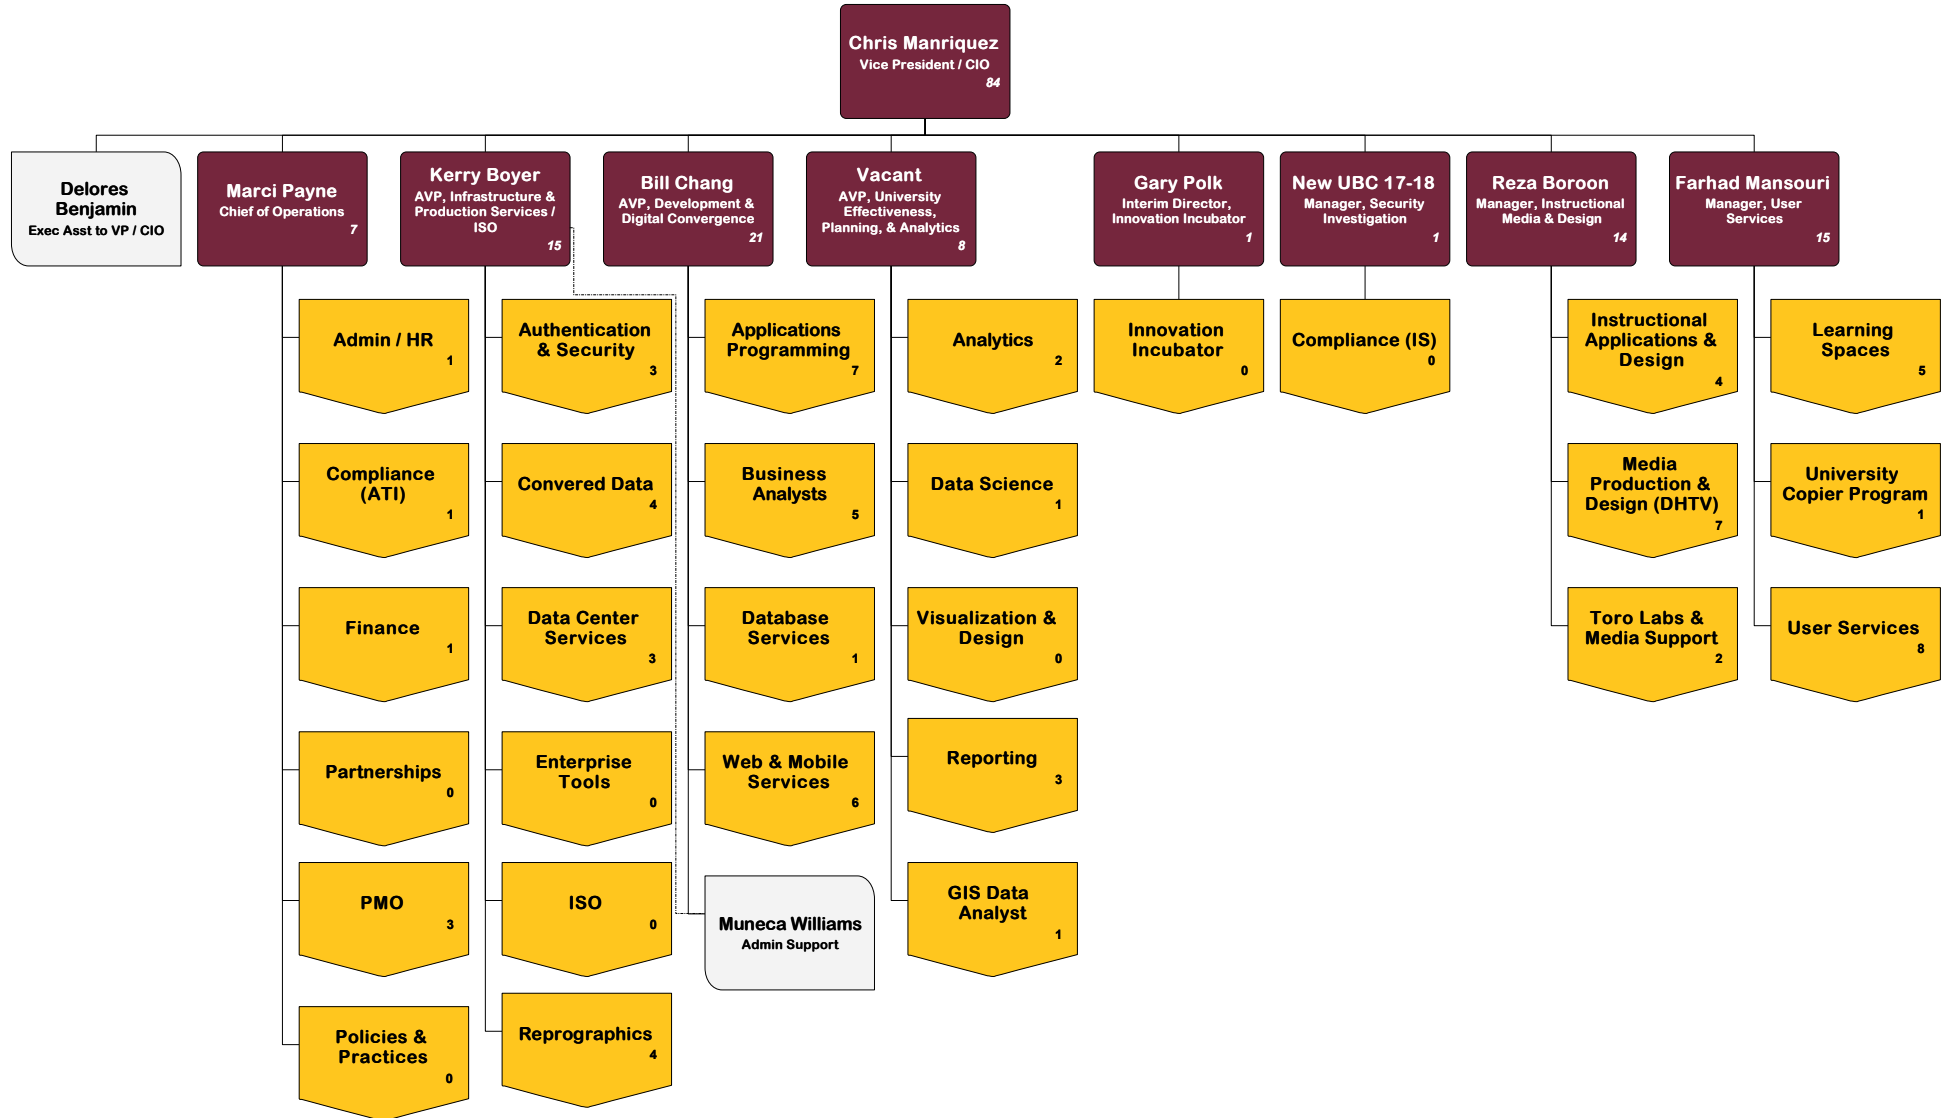 Chris Manriquez
Vice President / CIO
84
Delores
Benjamin
Exec Asst to VP / CIO
Marci Payne
Chief of Operations
7
Kerry Boyer
AVP, Infrastructure &
Production Services /
ISO
15
Bill Chang
AVP, Development &
Digital Convergence
21
Vacant
AVP, University
Effectiveness,
Planning, & Analytics
8
Gary Polk
Interim Director,
Innovation Incubator
1
New UBC 17-18
Manager, Security
Investigation
1
Reza Boroon
Manager, Instructional
Media & Design
14
Farhad Mansouri
Manager, User
Services
15
Admin / HR
1
Compliance
(ATI)
1
Finance
1
Partnerships
0
PMO
3
Policies &
Practices
0
Authentication
& Security
3
Convered Data
4
Data Center
Services
3
Enterprise
Tools
0
ISO
0
Reprographics
4
Applications
Programming
7
Business
Analysts
5
Database
Services
1
Web & Mobile
Services
6
Muneca Williams
Admin Support
Analytics
2
Data Science
1
Visualization &
Design
0
Reporting
3
GIS Data
Analyst
1
Innovation
Incubator
0
Compliance (IS)
0
Instructional
Applications &
Design
4
Media
Production &
Design (DHTV)
7
Toro Labs &
Media Support
2
Learning
Spaces
5
University
Copier Program
1
User Services
8